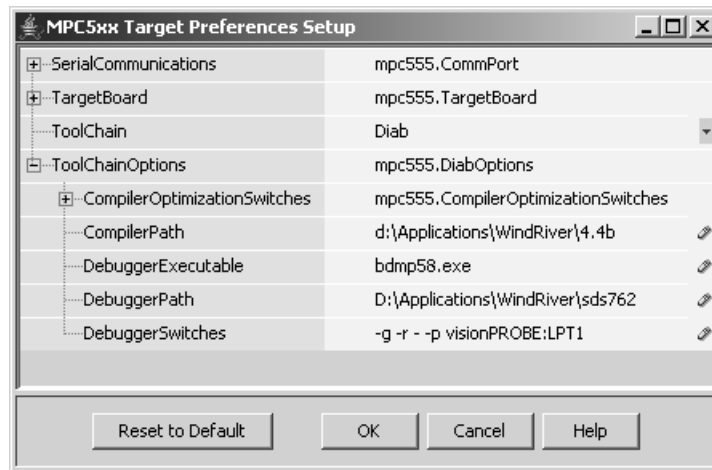 MPC5xx Target Preferences Setup
SerialCommunications mpc555.CommPort
TargetBoard mpc555.TargetBoard
ToolChain Diab
ToolChainOptions mpc555.DiabOptions
CompilerOptimizationSwitches mpc555.CompilerOptimizationSwitches
CompilerPath d:\Applications\WindRiver\4.4b
DebuggerExecutable bdmp58.exe
DebuggerPath D:\Applications\WindRiver\sds762
DebuggerSwitches -g -r - -p visionPROBE:LPT1
Reset to Default OK Cancel Help